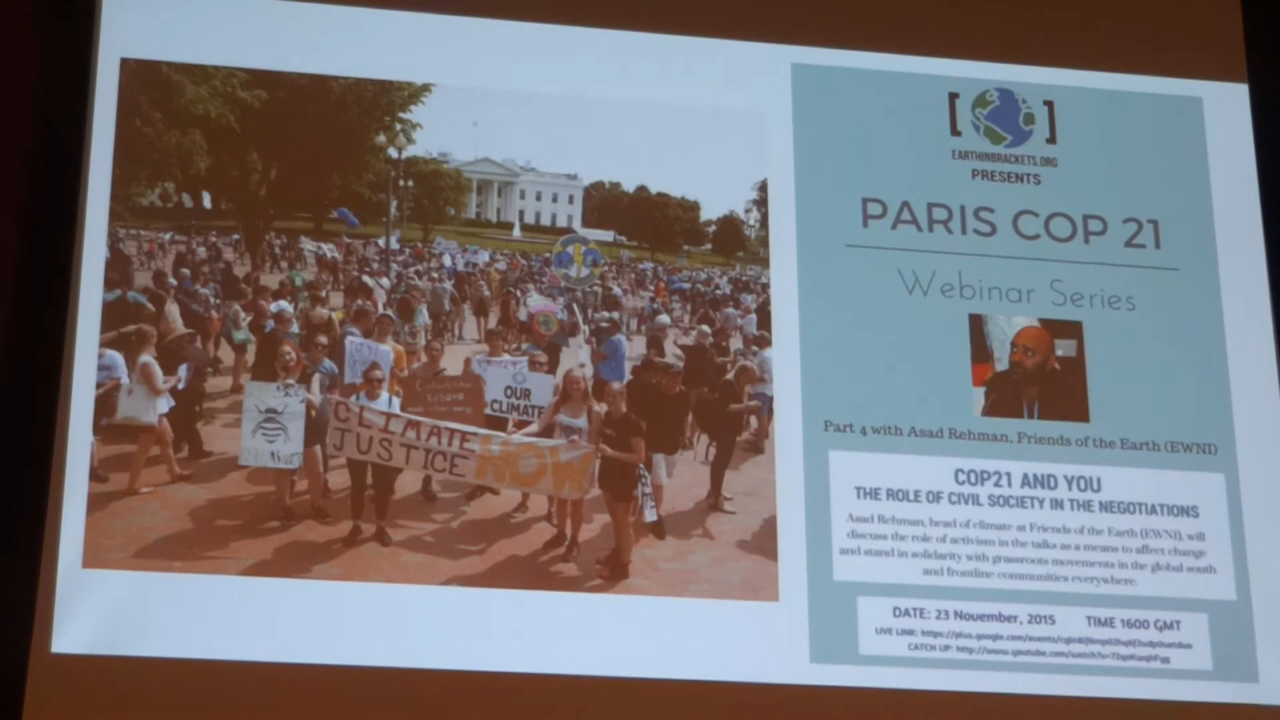 OUR
CLIMATE
CLIMATE
JUSTICE
NOW
[ ]
EARTHINBRACKETS.ORG
PRESENTS
PARIS COP 21
Webinar Series
Part 4 with Asad Rehman, Friends of the Earth (EWNI)
COP21 AND YOU
THE ROLE OF CIVIL SOCIETY IN THE NEGOTIATIONS
Asad Rehman, head of climate at Friends of the Earth (EWNI), will
discuss the role of activism in the talks as a means to affect change
and stand in solidarity with grassroots movements in the global south
and frontline communities everywhere.
DATE: 23 November, 2015 TIME 1600 GMT
LIVE LINK:
CATCH UP: